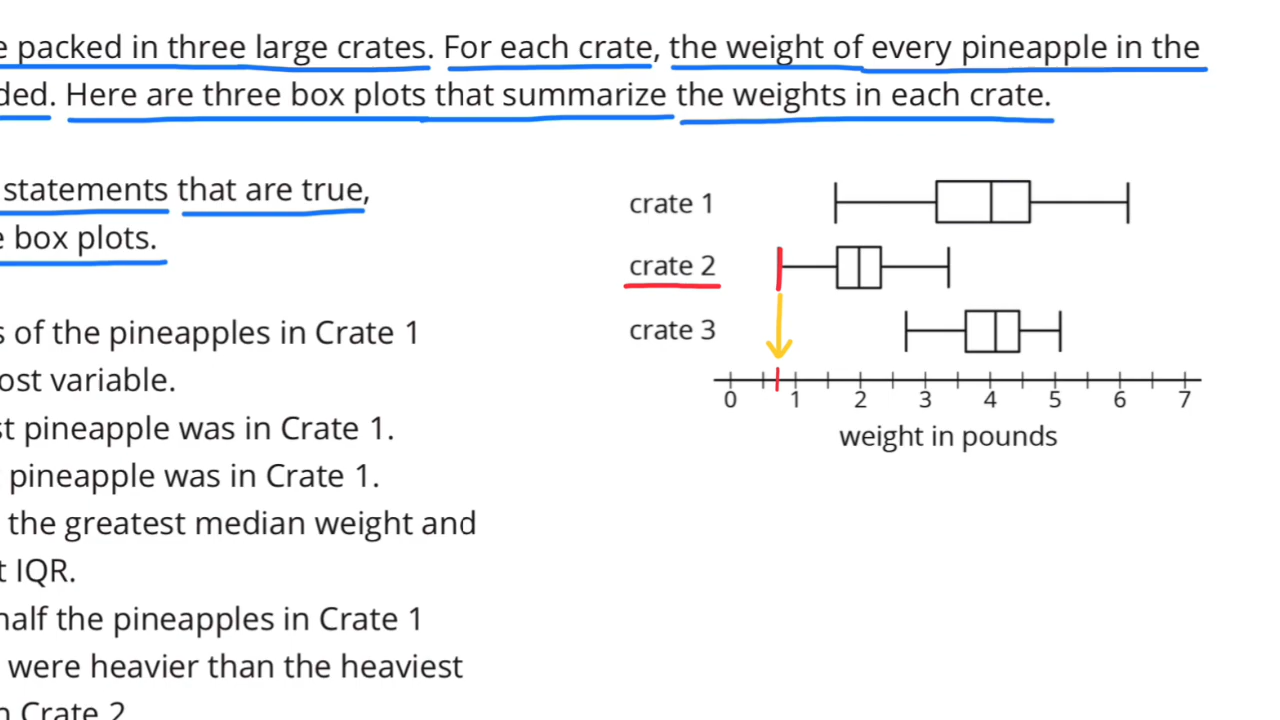 e packed in three large crates. For each crate, the weight of every pineapple in the
ded. Here are three box plots that summarize the weights in each crate.
statements that are true,
e box plots.
crate 1
crate 2
crate 3
0 1 2 3 4 5 6 7
weight in pounds
s of the pineapples in Crate 1
ost variable.
st pineapple was in Crate 1.
pineapple was in Crate 1.
the greatest median weight and
t IQR.
half the pineapples in Crate 1
were heavier than the heaviest
n Crate 2